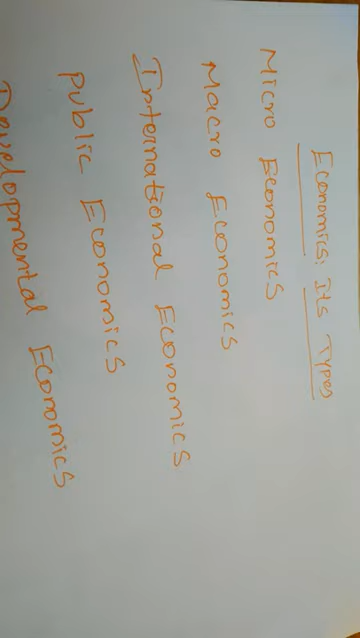 Economics, Its Types
Micro Economics
Macro Economics
International Economics
Public Economics
Developmental Economics